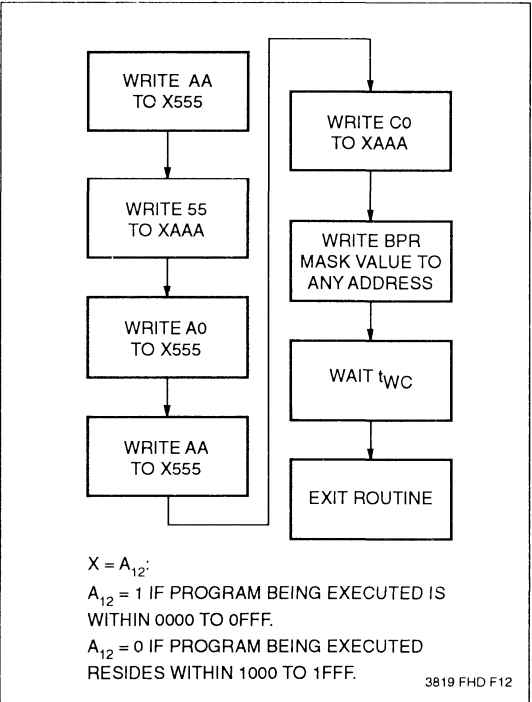 WRITE AA
TO X555
WRITE 55
TO XAAA
WRITE A0
TO X555
WRITE AA
TO X555
WRITE C0
TO XAAA
WRITE BPR
MASK VALUE TO
ANY ADDRESS
WAIT tWC
EXIT ROUTINE
X = A12:
A12 = 1 IF PROGRAM BEING EXECUTED IS
WITHIN 0000 TO 0FFF.
A12 = 0 IF PROGRAM BEING EXECUTED
RESIDES WITHIN 1000 TO 1FFF.
3819 FHD F12